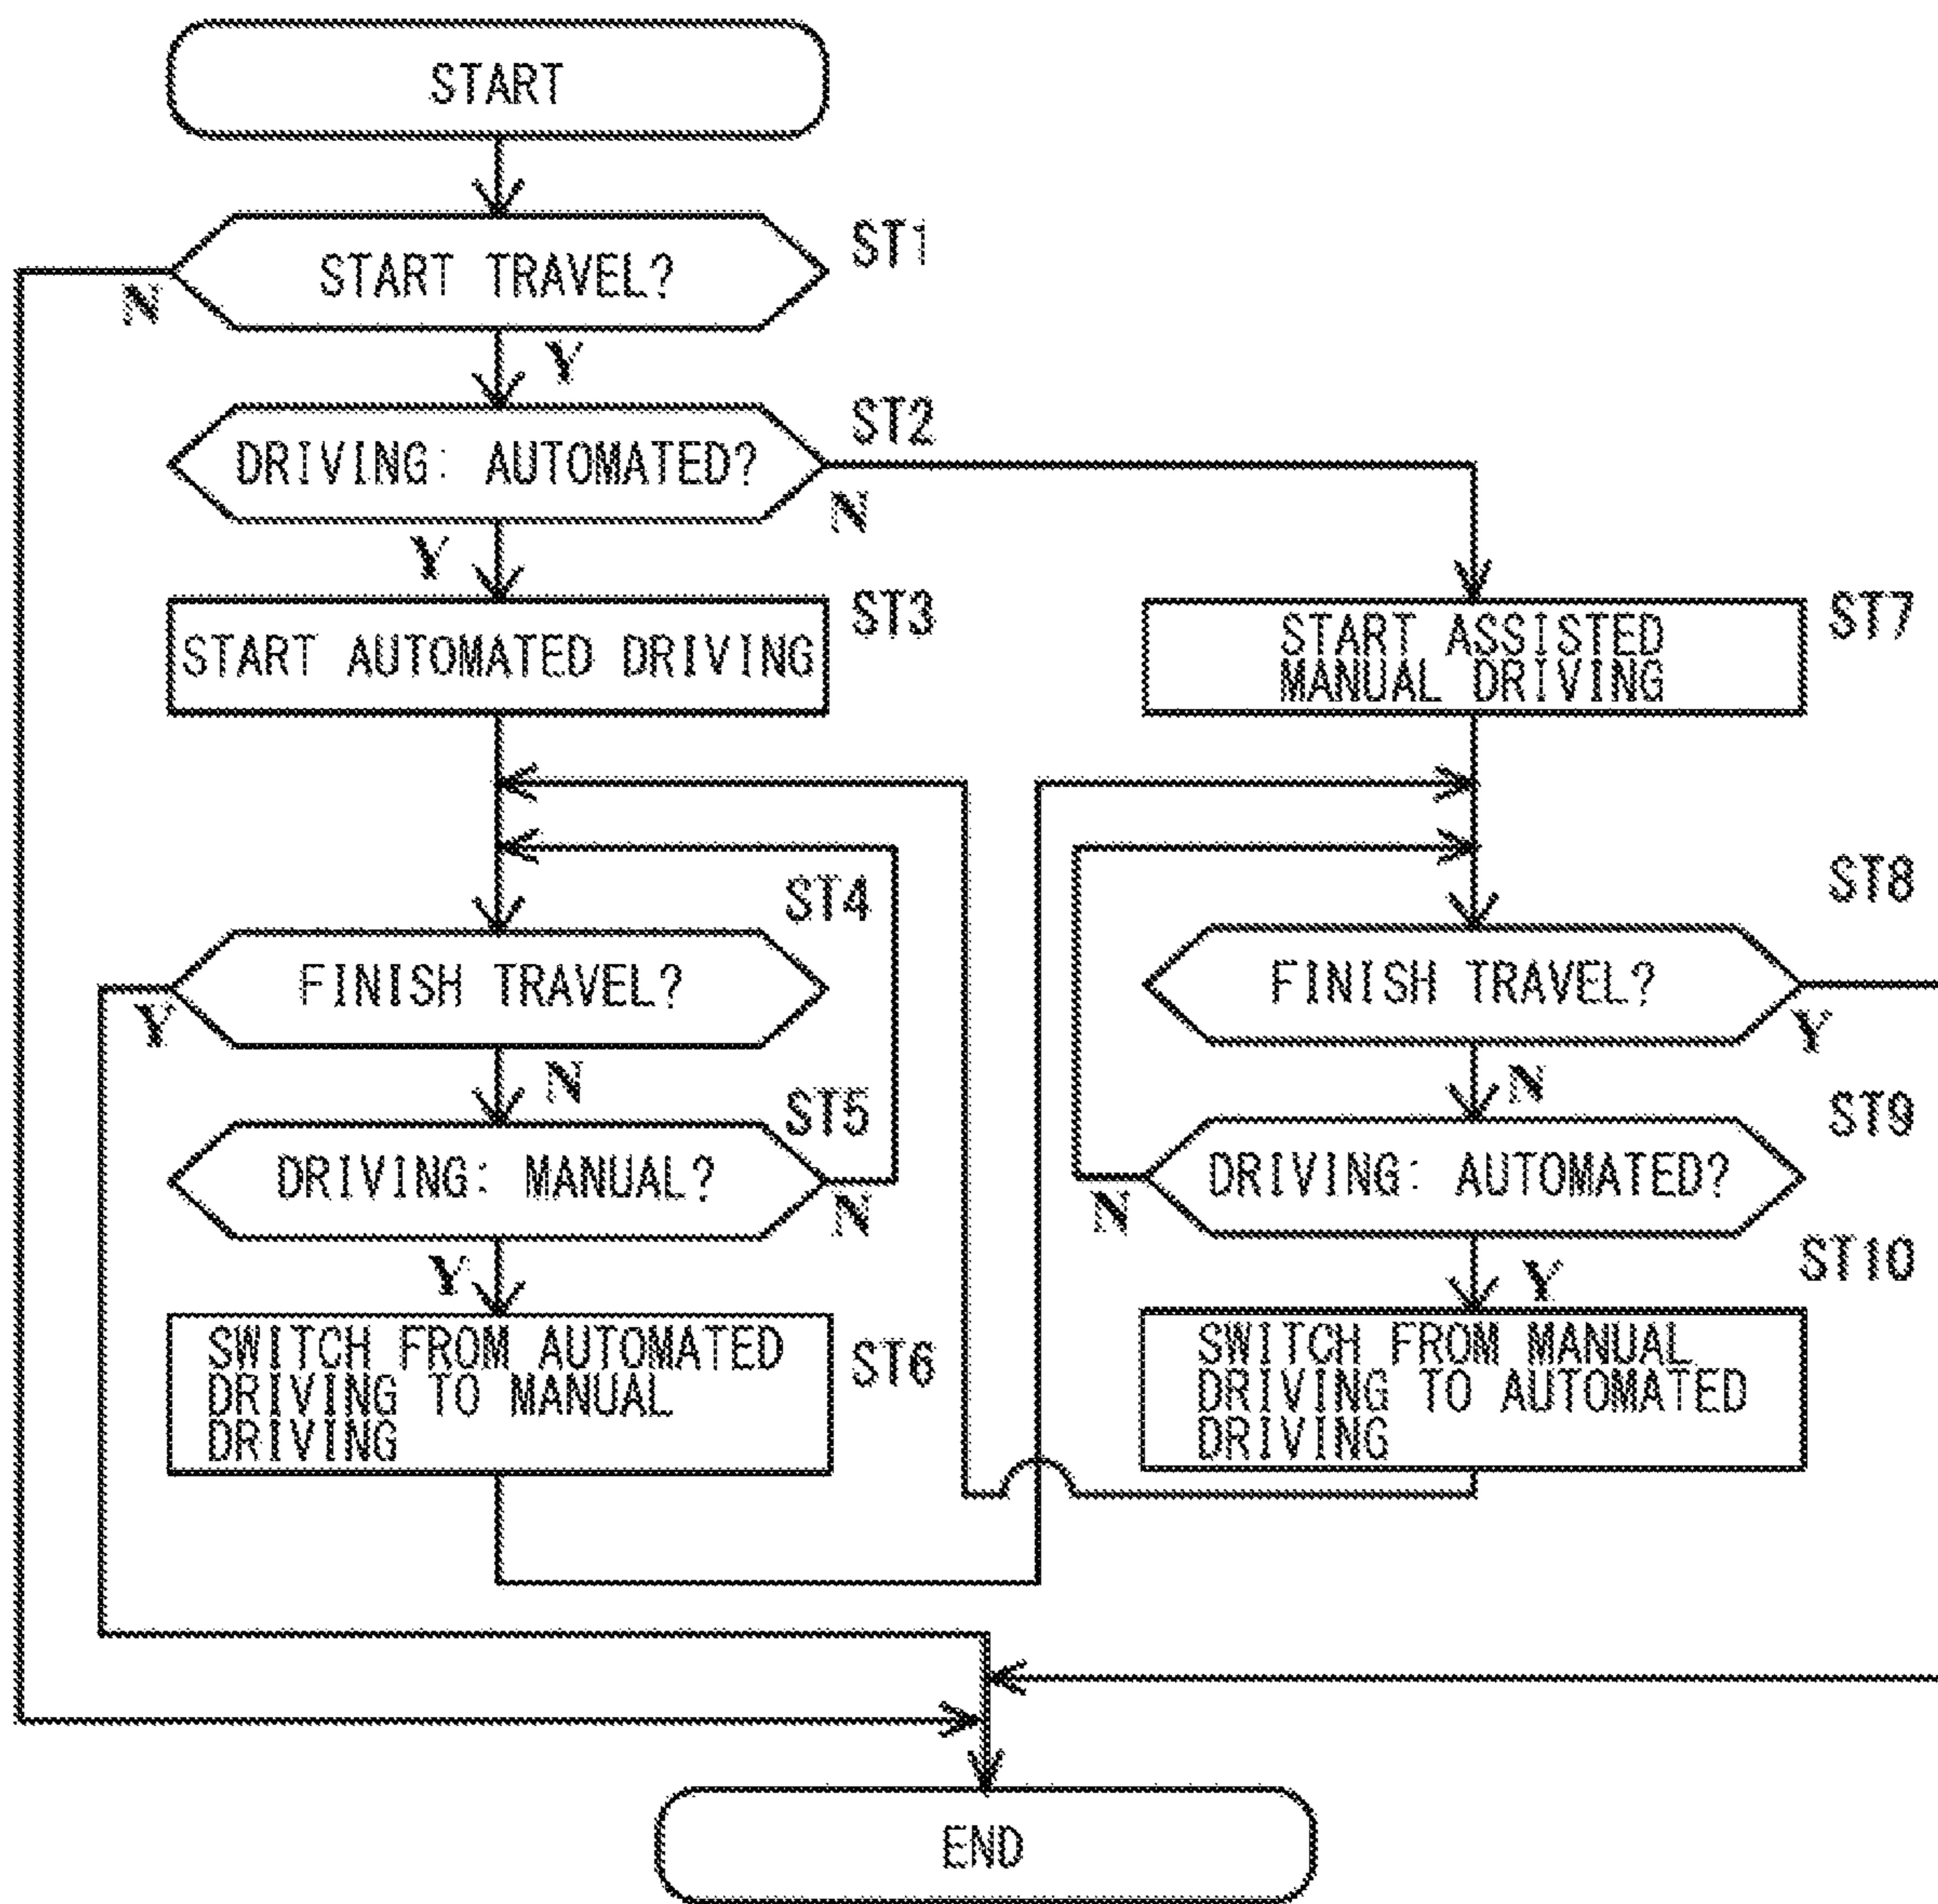 START
START TRAVEL?
ST1
N
Y
DRIVING: AUTOMATED?
ST2
N
Y
START AUTOMATED DRIVING
ST3
START ASSISTED
MANUAL DRIVING
ST7
ST4
FINISH TRAVEL?
Y
N
ST5
DRIVING: MANUAL?
N
Y
SWITCH FROM AUTOMATED
DRIVING TO MANUAL
DRIVING
ST6
ST8
FINISH TRAVEL?
Y
N
ST9
DRIVING: AUTOMATED?
N
Y
ST10
SWITCH FROM MANUAL
DRIVING TO AUTOMATED
DRIVING
END